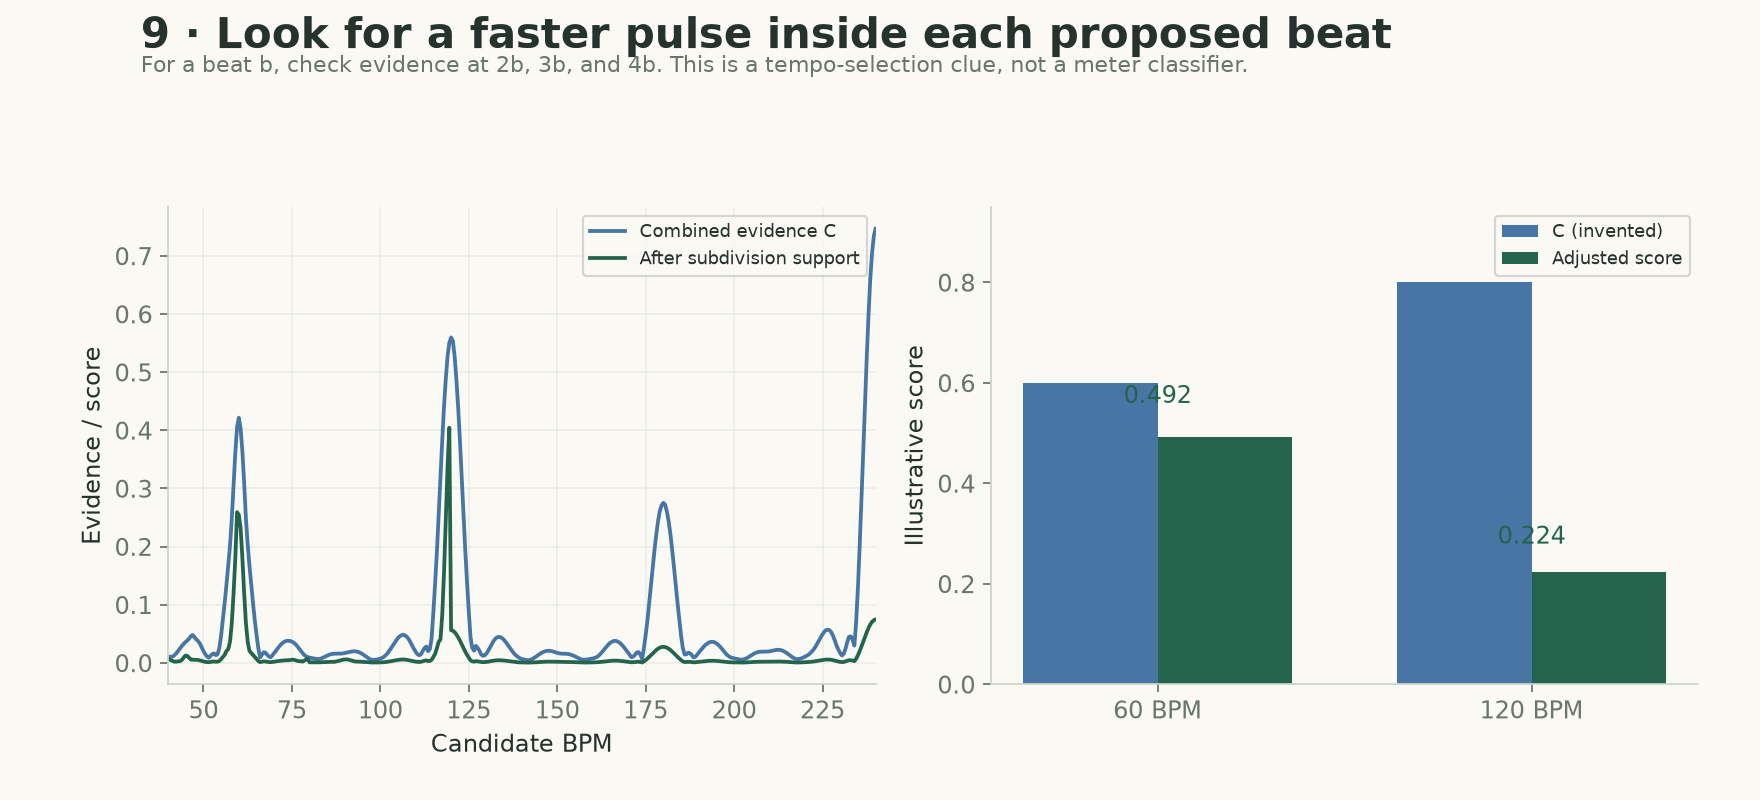 9 · Look for a faster pulse inside each proposed beat
For a beat b, check evidence at 2b, 3b, and 4b. This is a tempo-selection clue, not a meter classifier.
Evidence / score
0.7
0.6
0.5
0.4
0.3
0.2
0.1
0.0
Combined evidence C
After subdivision support
50 75 100 125 150 175 200 225
Candidate BPM
Illustrative score
0.8
0.6
0.4
0.2
0.0
C (invented)
Adjusted score
0.492
0.224
60 BPM 120 BPM